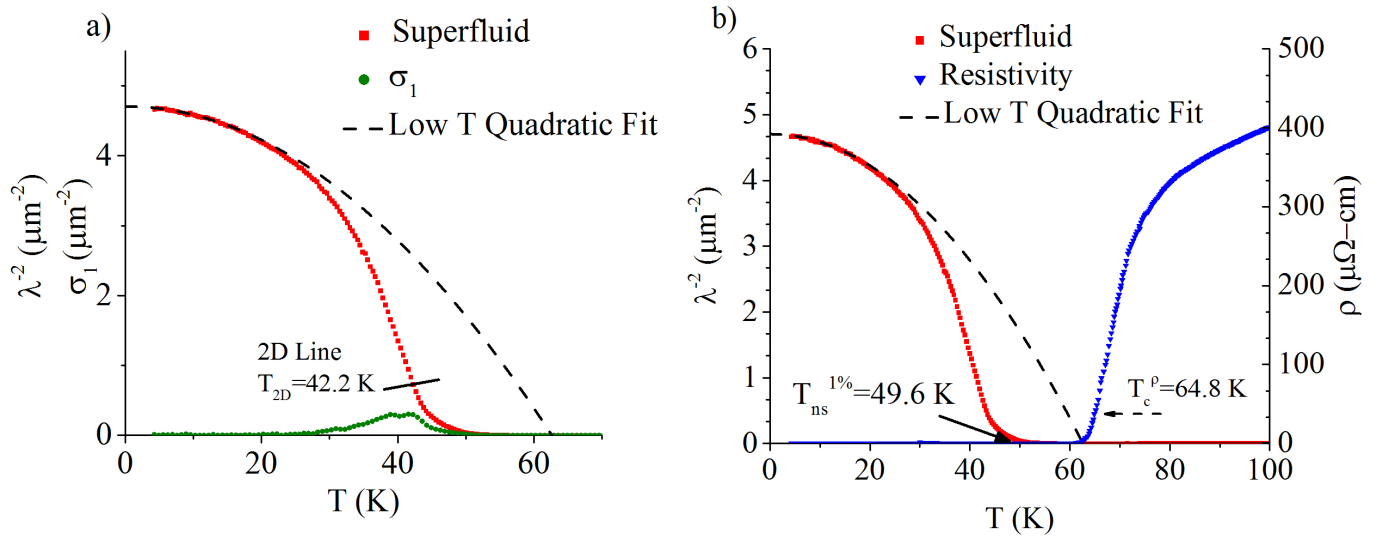 a)
Superfluid
σ₁
Low T Quadratic Fit
λ⁻² (μm⁻²)
σ₁ (μm⁻²)
4
2
0
2D Line
T₂D=42.2 K
0 20 40 60
T (K)
b)
Superfluid
Resistivity
Low T Quadratic Fit
λ⁻² (μm⁻²)
6
5
4
3
2
1
0
Tns¹%=49.6 K
Tcᵖ=64.8 K
500
400
300
200
100
0
ρ (μΩ−cm)
0 20 40 60 80 100
T (K)